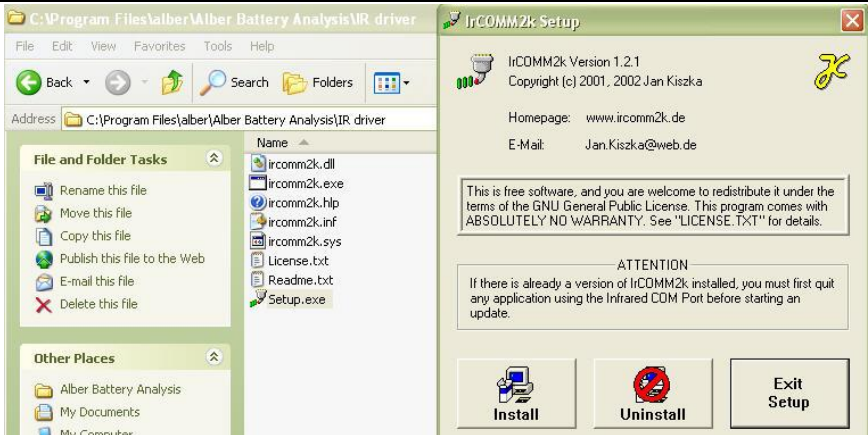 C:\Program Files\alber\Alber Battery Analysis\IR driver
File Edit View Favorites Tools Help
Back Search Folders
Address C:\Program Files\alber\Alber Battery Analysis\IR driver
File and Folder Tasks
Rename this file
Move this file
Copy this file
Publish this file to the Web
E-mail this file
Delete this file
Other Places
Alber Battery Analysis
My Documents
My Computer
Name
ircomm2k.dll
ircomm2k.exe
ircomm2k.hlp
ircomm2k.inf
ircomm2k.sys
License.txt
Readme.txt
Setup.exe
IrCOMM2k Setup
IrCOMM2k Version 1.2.1
Copyright (c) 2001, 2002 Jan Kiszka
Homepage: www.ircomm2k.de
E-Mail: Jan.Kiszka@web.de
This is free software, and you are welcome to redistribute it under the
terms of the GNU General Public License. This program comes with
ABSOLUTELY NO WARRANTY. See "LICENSE.TXT" for details.
ATTENTION
If there is already a version of IrCOMM2k installed, you must first quit
any application using the Infrared COM Port before starting an
update.
Install
Uninstall
Exit
Setup